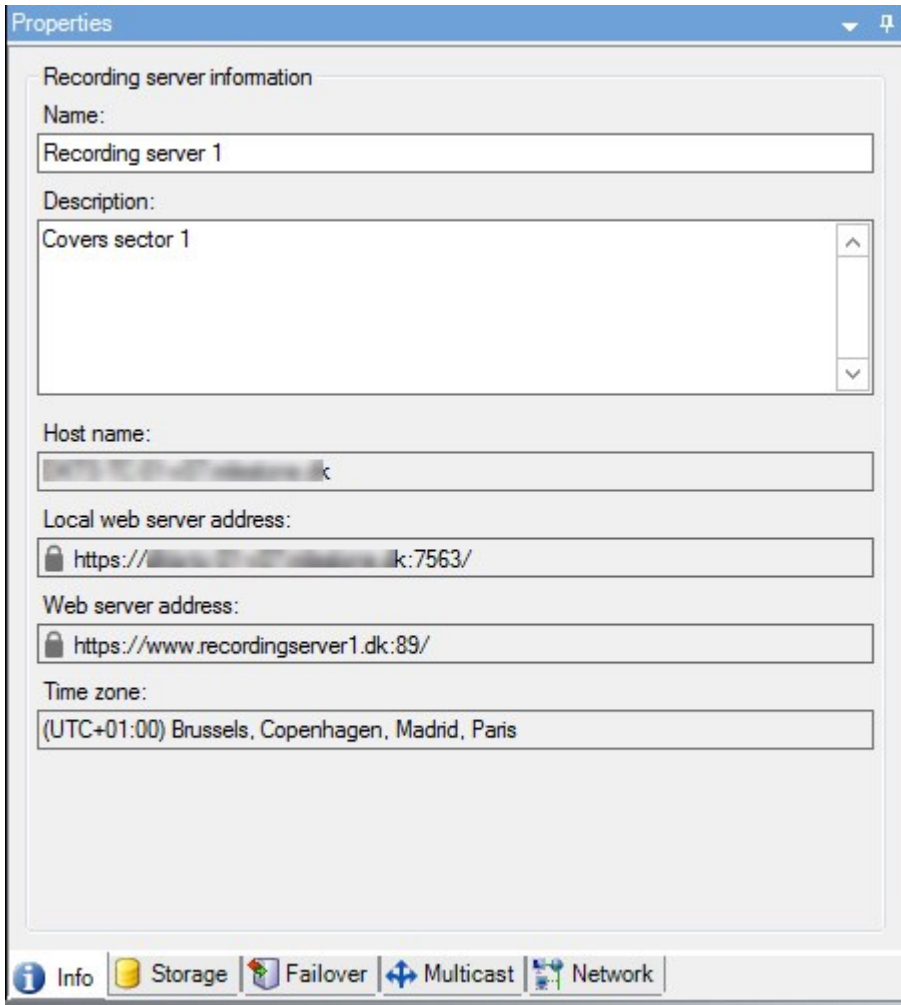 Properties
Recording server information
Name:
Recording server 1
Description:
Covers sector 1
Host name:
Local web server address:
https:// k:7563/
Web server address:
https://www.recordingserver1.dk:89/
Time zone:
(UTC+01:00) Brussels, Copenhagen, Madrid, Paris
Info Storage Failover Multicast Network